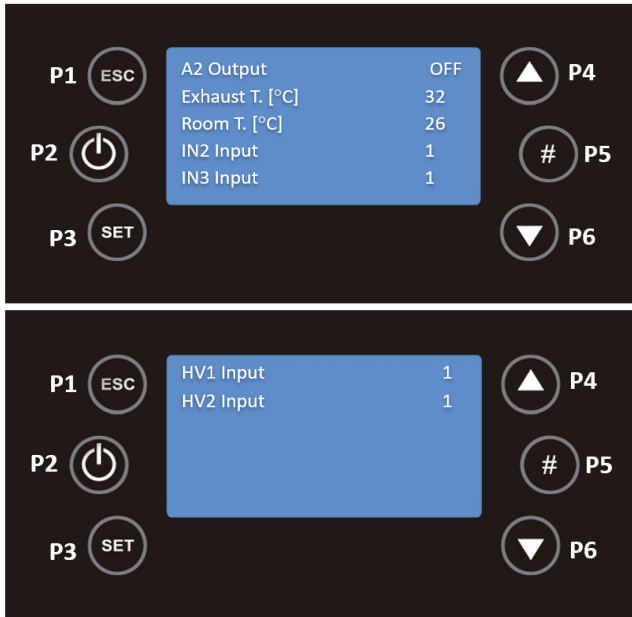 P1 ESC
A2 Output OFF
P4
Exhaust T. [°C] 32
Room T. [°C] 26
P2
# P5
IN2 Input 1
IN3 Input 1
P3 SET
P6
P1 ESC
HV1 Input 1
P4
HV2 Input 1
P2
# P5
P3 SET
P6